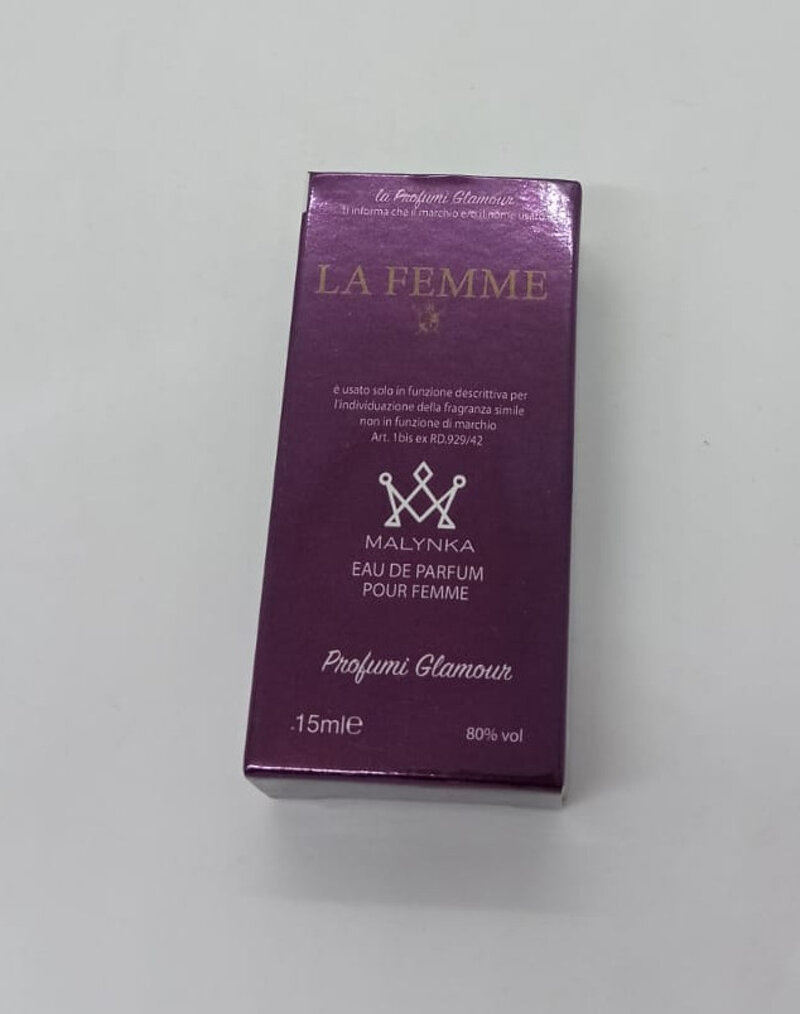 la Profumi Glamour
ti informa che il marchio e/o il nome usato
LA FEMME
è usato solo in funzione descrittiva per
l'individuazione della fragranza simile
non in funzione di marchio
Art. 1bis ex RD.929/42
MALYNKA
EAU DE PARFUM
POUR FEMME
Profumi Glamour
.15ml℮
80% vol